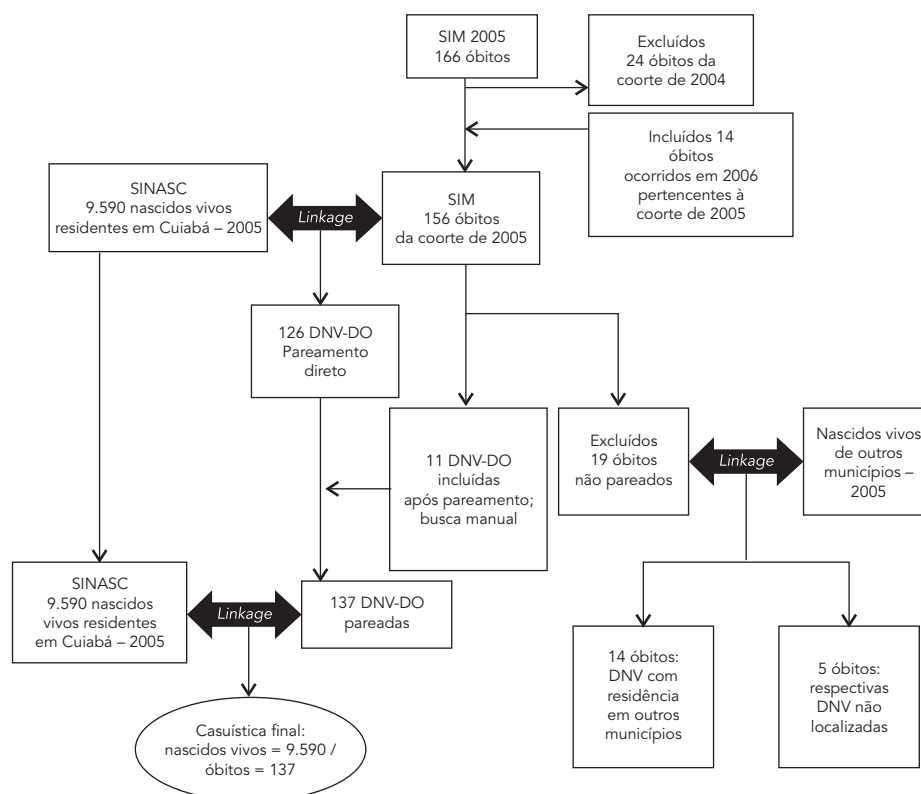 SIM 2005
166 óbitos
Excluídos
24 óbitos da
coorte de 2004
Incluídos 14
óbitos
ocorridos em 2006
pertencentes à
coorte de 2005
SINASC
9.590 nascidos vivos
residentes em Cuiabá – 2005
Linkage
SIM
156 óbitos
da coorte de 2005
126 DNV-DO
Pareamento
direto
11 DNV-DO
incluídas
após pareamento;
busca manual
Excluídos
19 óbitos
não pareados
Linkage
Nascidos vivos
de outros
municípios –
2005
SINASC
9.590 nascidos
vivos residentes
em Cuiabá – 2005
Linkage
137 DNV-DO
pareadas
14 óbitos:
DNV com
residência
em outros
municípios
5 óbitos:
respectivas
DNV não
localizadas
Casuística final:
nascidos vivos = 9.590 /
óbitos = 137